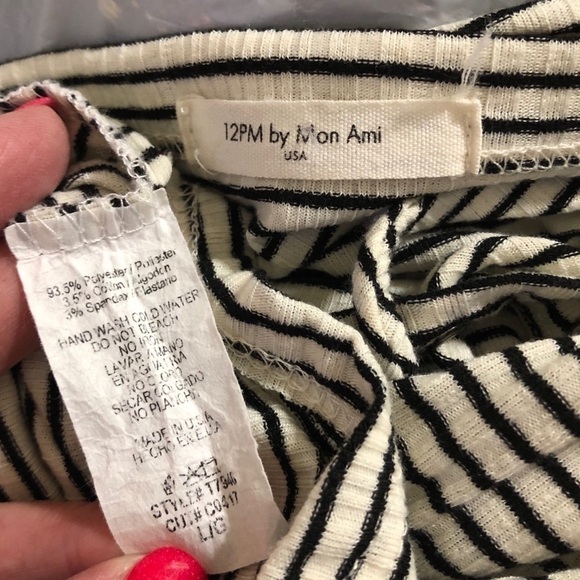 12PM by Mon Ami
USA
93.5% Polyester / Poliester
3.5% Cotton / Algodon
3% Spandex / Elastano
HAND WASH COLD WATER
DO NOT BLEACH
NO IRON
LAVAR A MANO
EN AGUA FRIA
NO CLORO
SECAR COLGADO
NO PLANCHAR
MADE IN U.S.A
HECHO EN E.E.U.U
STYLE# T7946
CUT# C0417
L/G